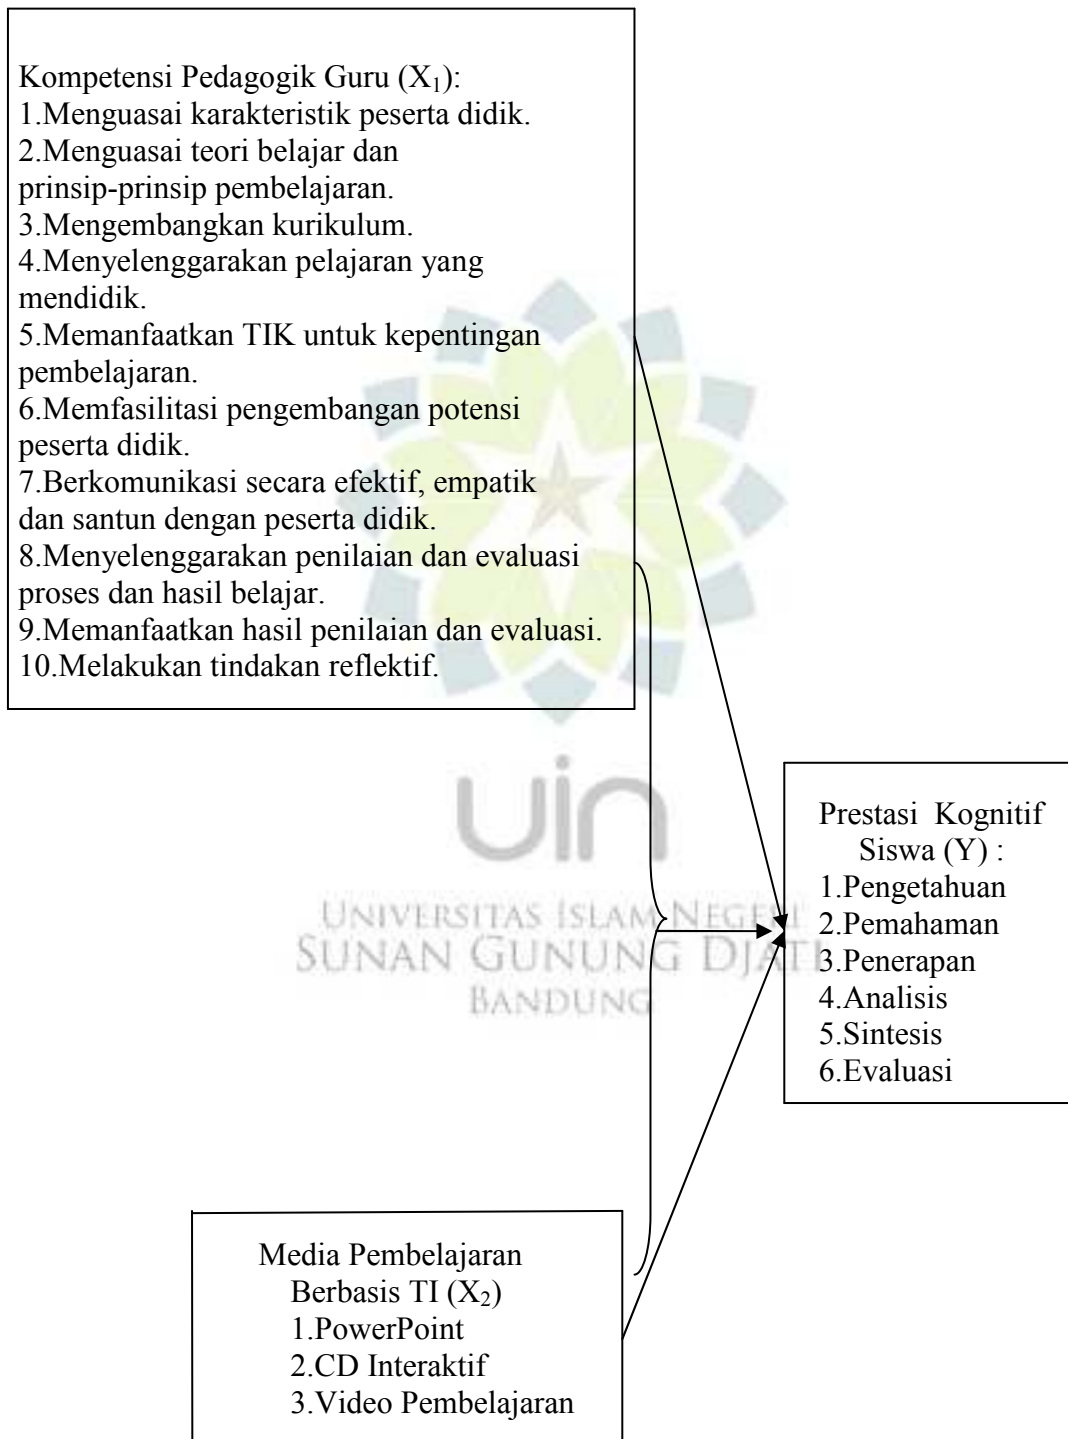 Kompetensi Pedagogik Guru (X₁):
1.Menguasai karakteristik peserta didik.
2.Menguasai teori belajar dan
prinsip-prinsip pembelajaran.
3.Mengembangkan kurikulum.
4.Menyelenggarakan pelajaran yang
mendidik.
5.Memanfaatkan TIK untuk kepentingan
pembelajaran.
6.Memfasilitasi pengembangan potensi
peserta didik.
7.Berkomunikasi secara efektif, empatik
dan santun dengan peserta didik.
8.Menyelenggarakan penilaian dan evaluasi
proses dan hasil belajar.
9.Memanfaatkan hasil penilaian dan evaluasi.
10.Melakukan tindakan reflektif.
uin
UNIVERSITAS ISLAM NEGERI
SUNAN GUNUNG DJATI
BANDUNG
Prestasi Kognitif
Siswa (Y) :
1.Pengetahuan
2.Pemahaman
3.Penerapan
4.Analisis
5.Sintesis
6.Evaluasi
Media Pembelajaran
Berbasis TI (X₂)
1.PowerPoint
2.CD Interaktif
3.Video Pembelajaran